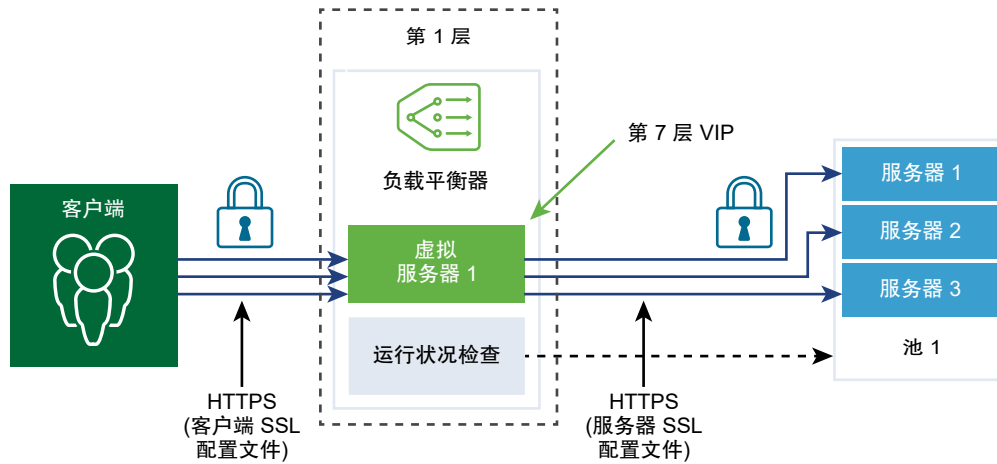 第 1 层
负载平衡器
第 7 层 VIP
客户端
虚拟
服务器 1
服务器 1
服务器 2
服务器 3
池 1
运行状况检查
HTTPS
(客户端 SSL
配置文件)
HTTPS
(服务器 SSL
配置文件)